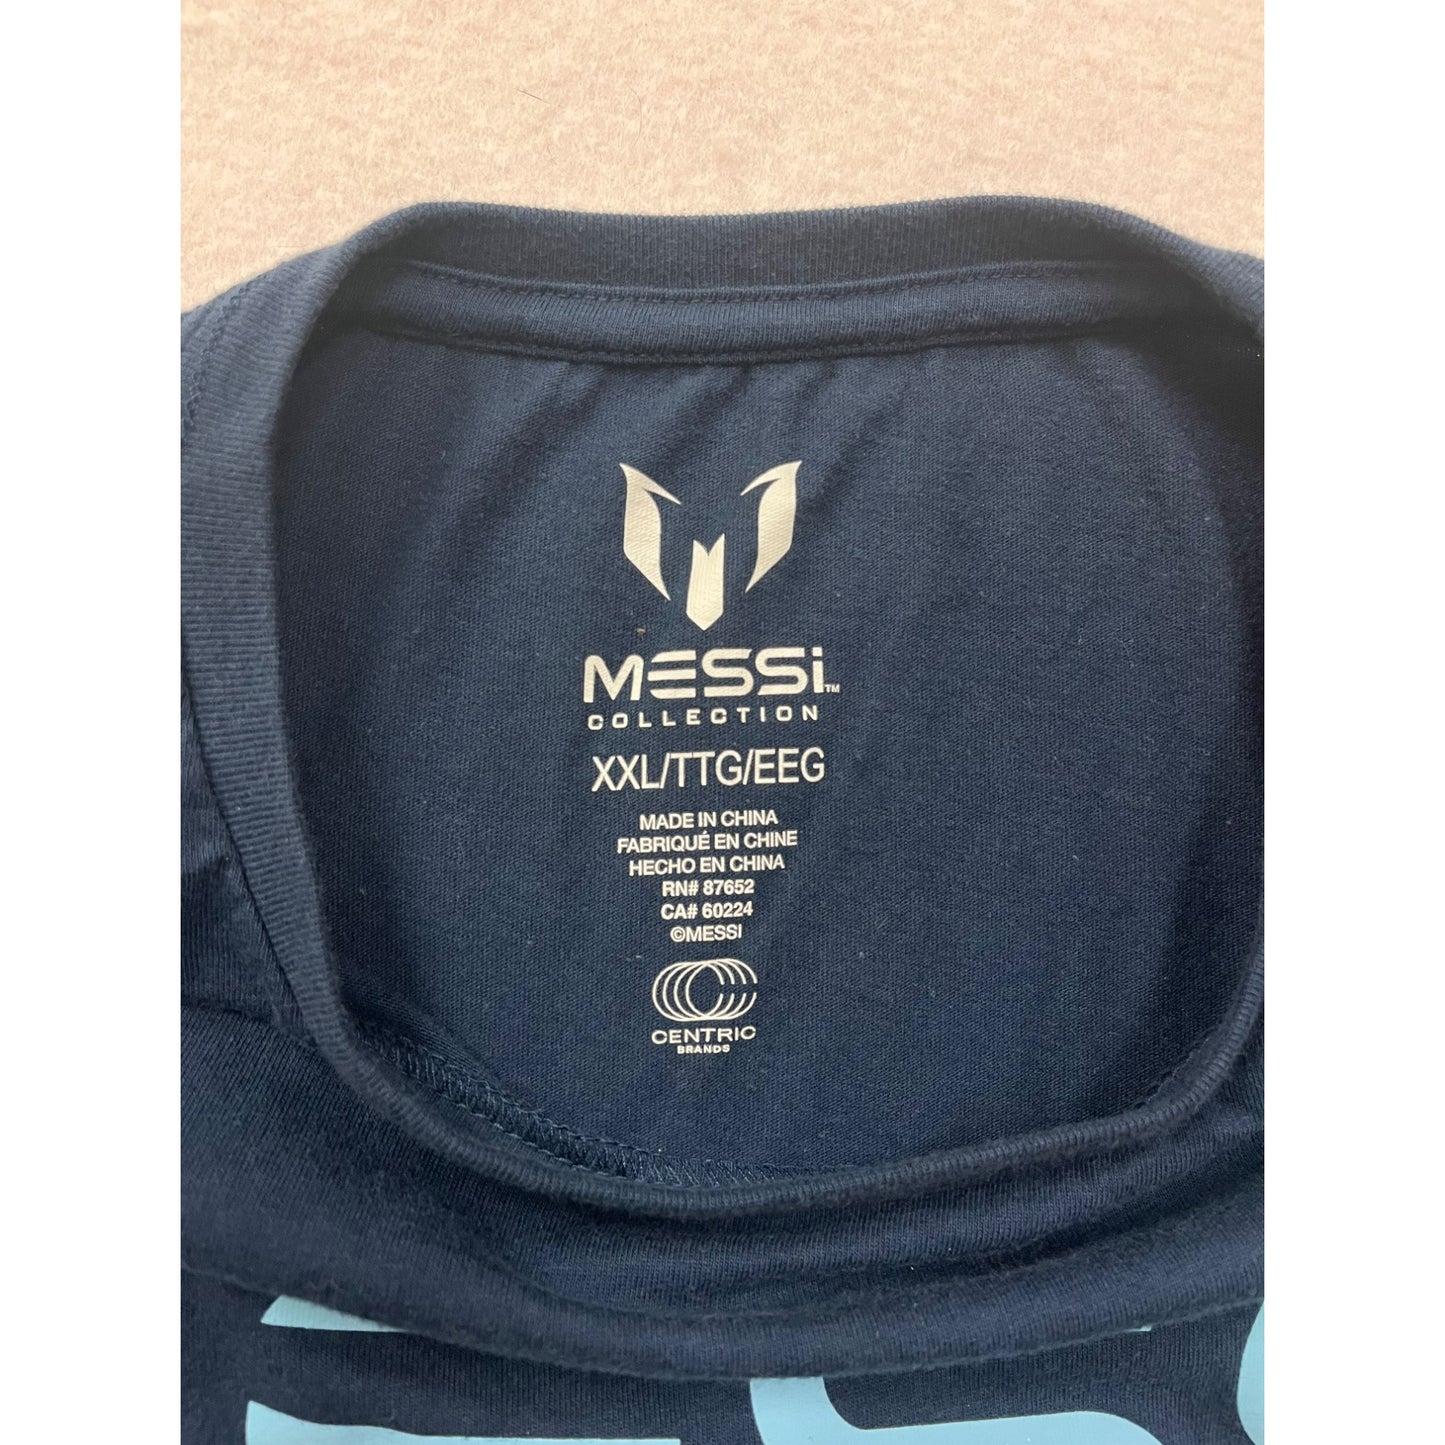 MESSi™
COLLECTION
XXL/TTG/EEG
MADE IN CHINA
FABRIQUÉ EN CHINE
HECHO EN CHINA
RN# 87652
CA# 60224
©MESSI
CENTRIC
BRANDS